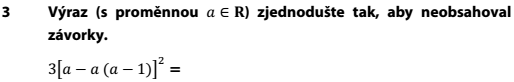 3 Výraz (s proměnnou a ∈ R) zjednodušte tak, aby neobsahoval
závorky.
3[a − a (a − 1)]² =